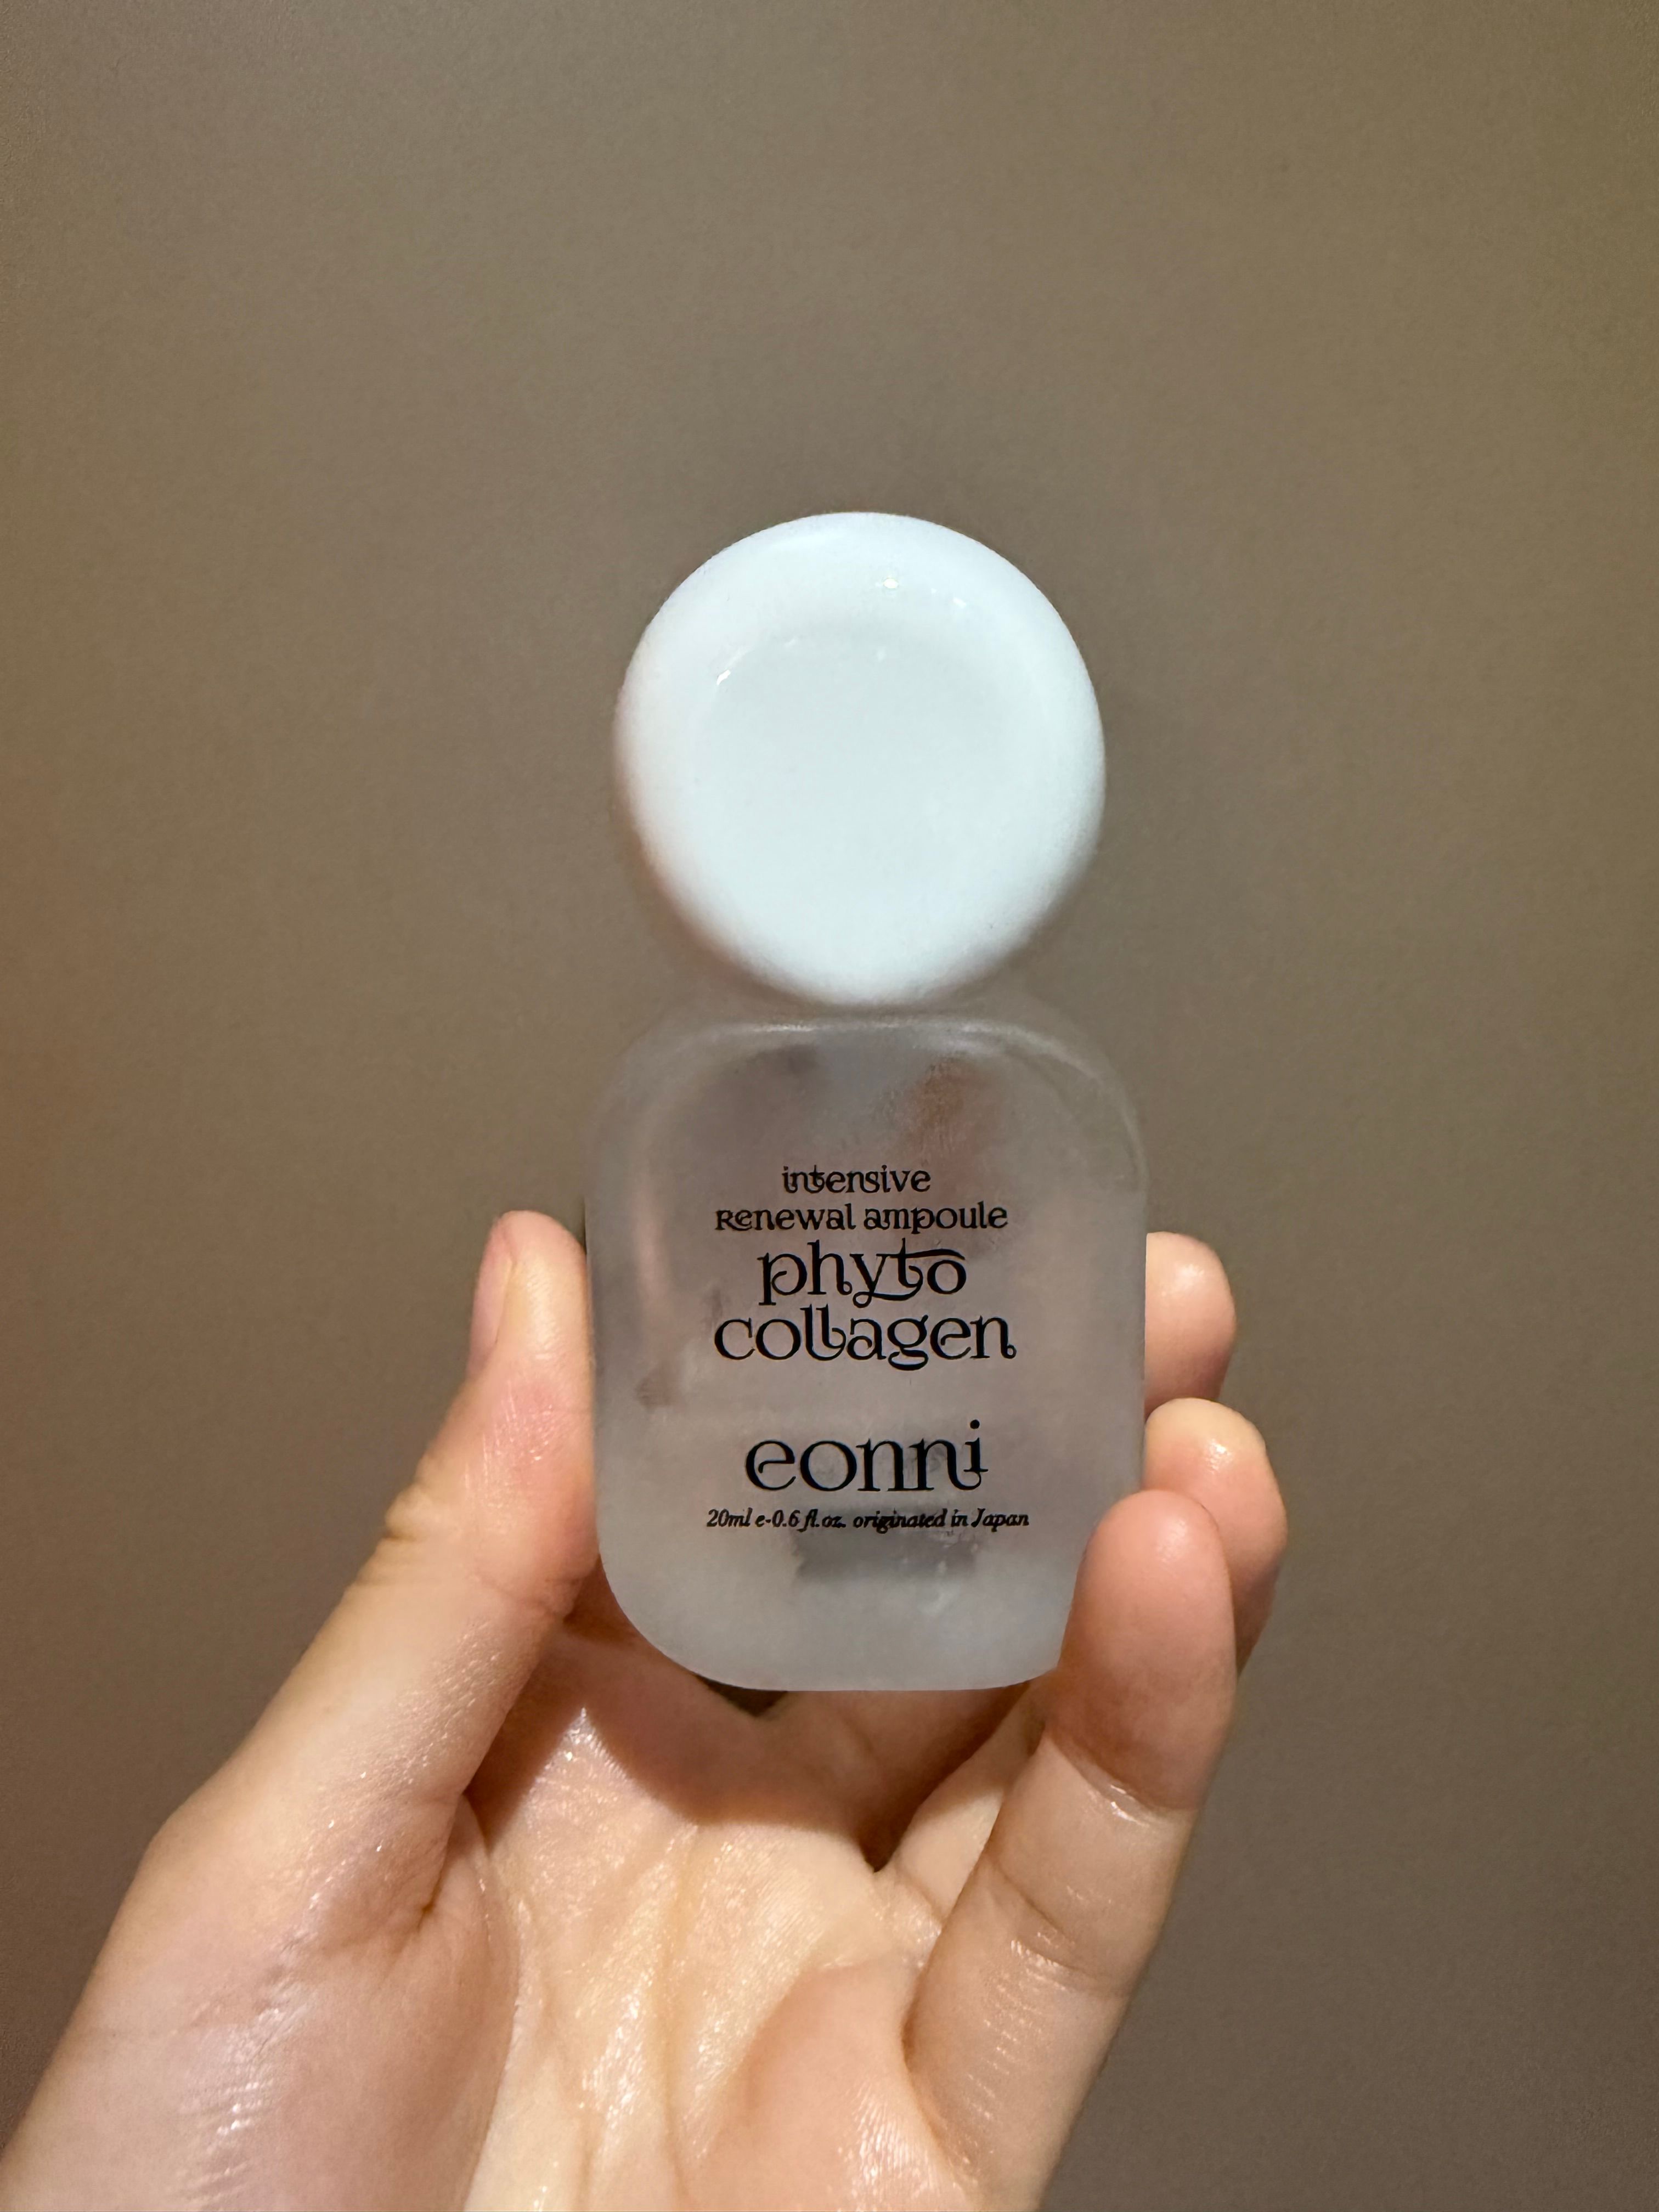 intensive
Renewal ampoule
phyto
collagen
eonni
20ml e-0.6 fl.oz. originated in Japan